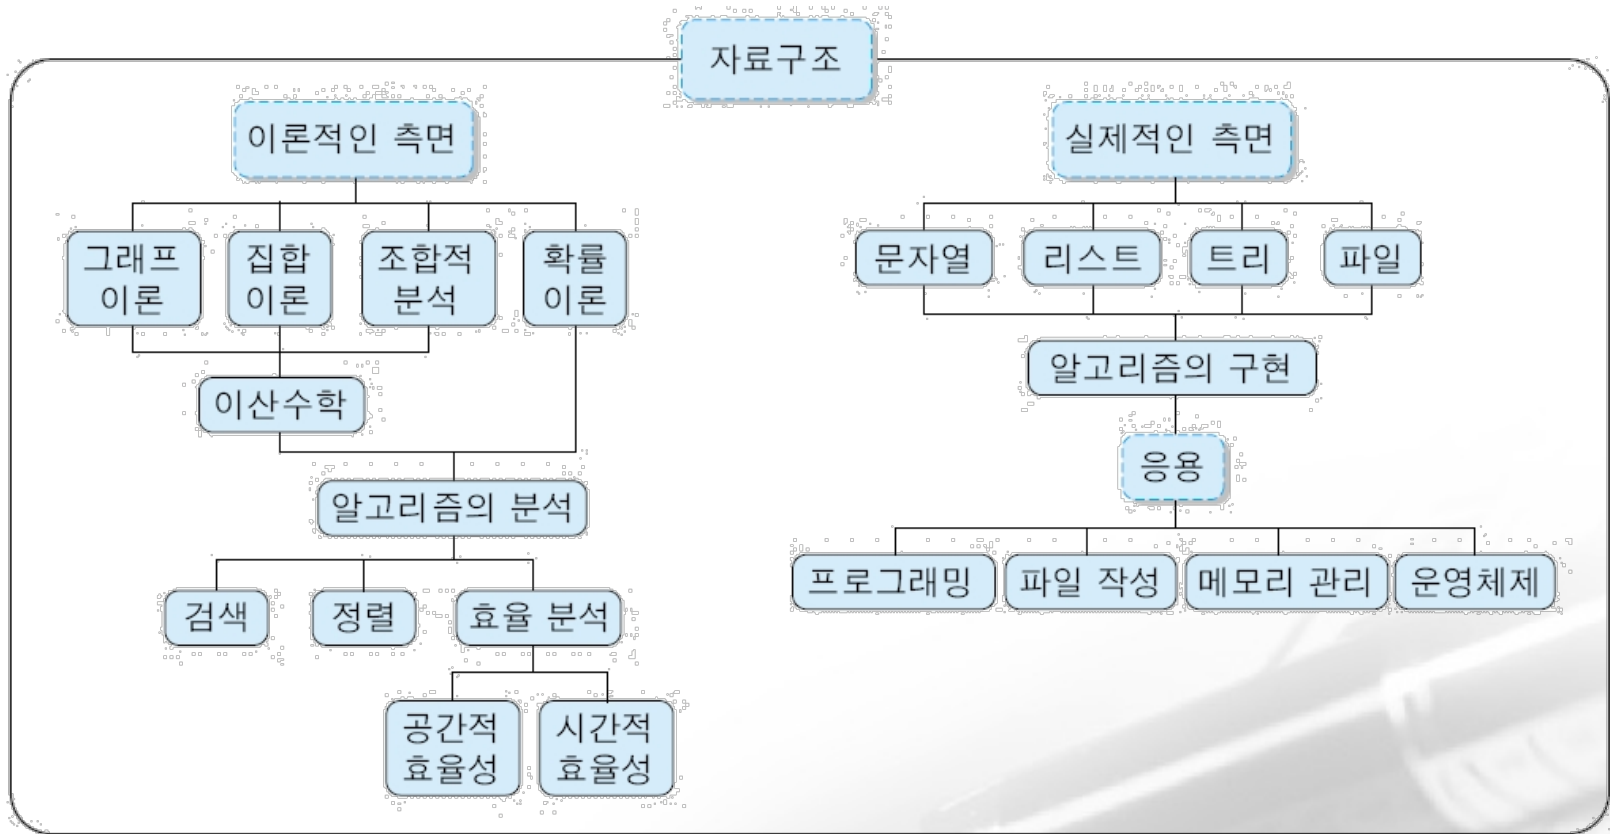 자료구조
이론적인 측면
그래프
이론
집합
이론
조합적
분석
확률
이론
이산수학
알고리즘의 분석
검색
정렬
효율 분석
공간적
효율성
시간적
효율성
실제적인 측면
문자열
리스트
트리
파일
알고리즘의 구현
응용
프로그래밍
파일 작성
메모리 관리
운영체제